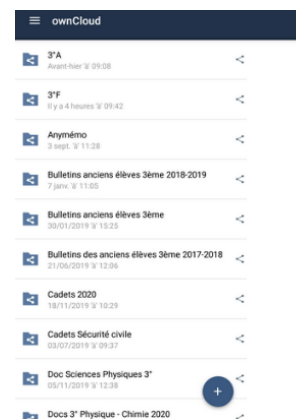 ownCloud
3°A
Avant-hier 'à' 09:08
3°F
Il y a 4 heures 'à' 09:42
Anymémo
3 sept. 'à' 11:28
Bulletins anciens élèves 3ème 2018-2019
7 janv. 'à' 11:05
Bulletins anciens élèves 3ème
30/01/2019 'à' 15:25
Bulletins des anciens élèves 3ème 2017-2018
21/06/2019 'à' 12:06
Cadets 2020
18/11/2019 'à' 10:29
Cadets Sécurité civile
03/07/2019 'à' 09:37
Doc Sciences Physiques 3°
05/11/2019 'à' 12:38
Docs 3° Physique - Chimie 2020